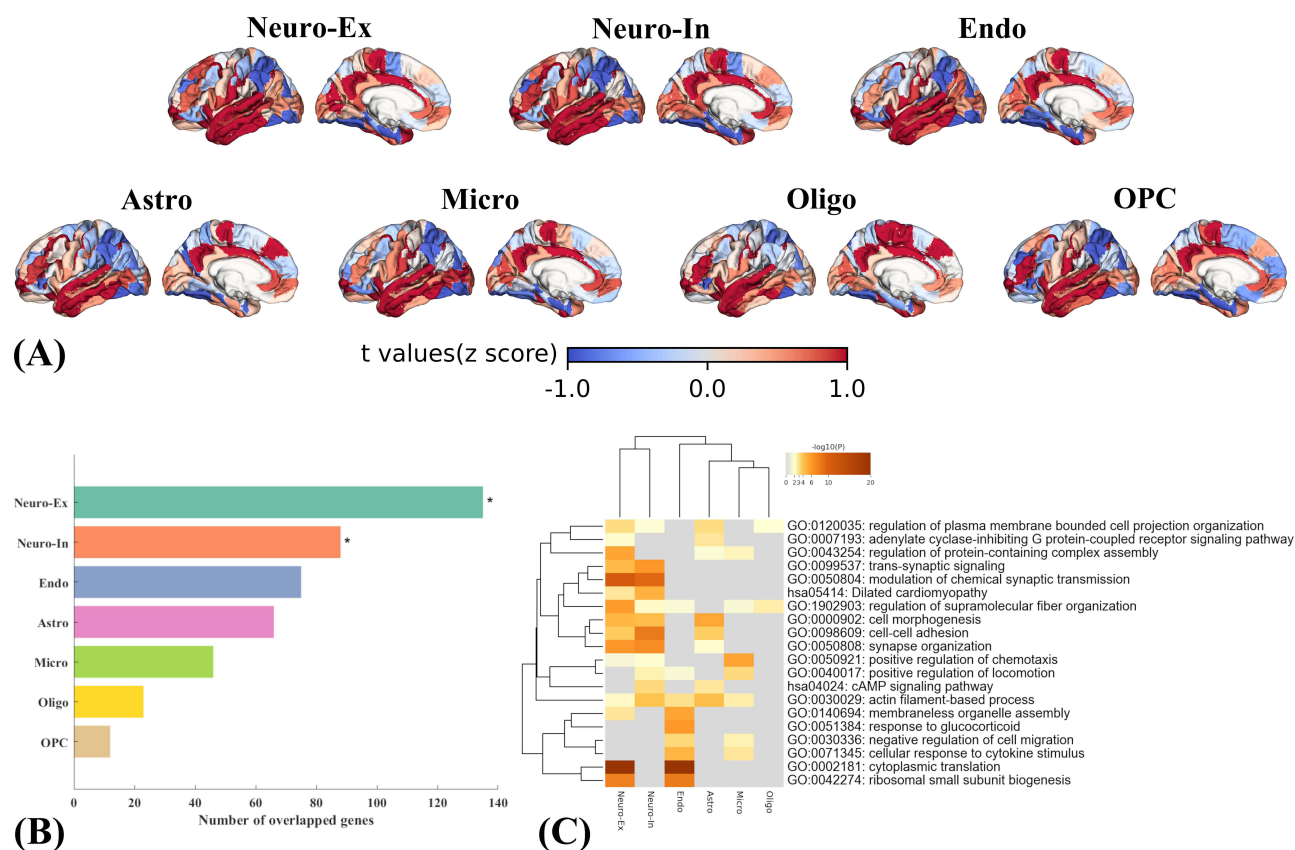 Neuro-Ex Neuro-In Endo
Astro Micro Oligo OPC
(A)
t values(z score)
-1.0 0.0 1.0
Neuro-Ex *
Neuro-In *
Endo
Astro
Micro
Oligo
OPC
0 20 40 60 80 100 120 140
Number of overlapped genes
(B)
-log10(P)
0 2 3 4 6 10 20
GO:0120035: regulation of plasma membrane bounded cell projection organization
GO:0007193: adenylate cyclase-inhibiting G protein-coupled receptor signaling pathway
GO:0043254: regulation of protein-containing complex assembly
GO:0099537: trans-synaptic signaling
GO:0050804: modulation of chemical synaptic transmission
hsa05414: Dilated cardiomyopathy
GO:1902903: regulation of supramolecular fiber organization
GO:0000902: cell morphogenesis
GO:0098609: cell-cell adhesion
GO:0050808: synapse organization
GO:0050921: positive regulation of chemotaxis
GO:0040017: positive regulation of locomotion
hsa04024: cAMP signaling pathway
GO:0030029: actin filament-based process
GO:0140694: membraneless organelle assembly
GO:0051384: response to glucocorticoid
GO:0030336: negative regulation of cell migration
GO:0071345: cellular response to cytokine stimulus
GO:0002181: cytoplasmic translation
GO:0042274: ribosomal small subunit biogenesis
Neuro-Ex Neuro-In Endo Astro Micro Oligo
(C)